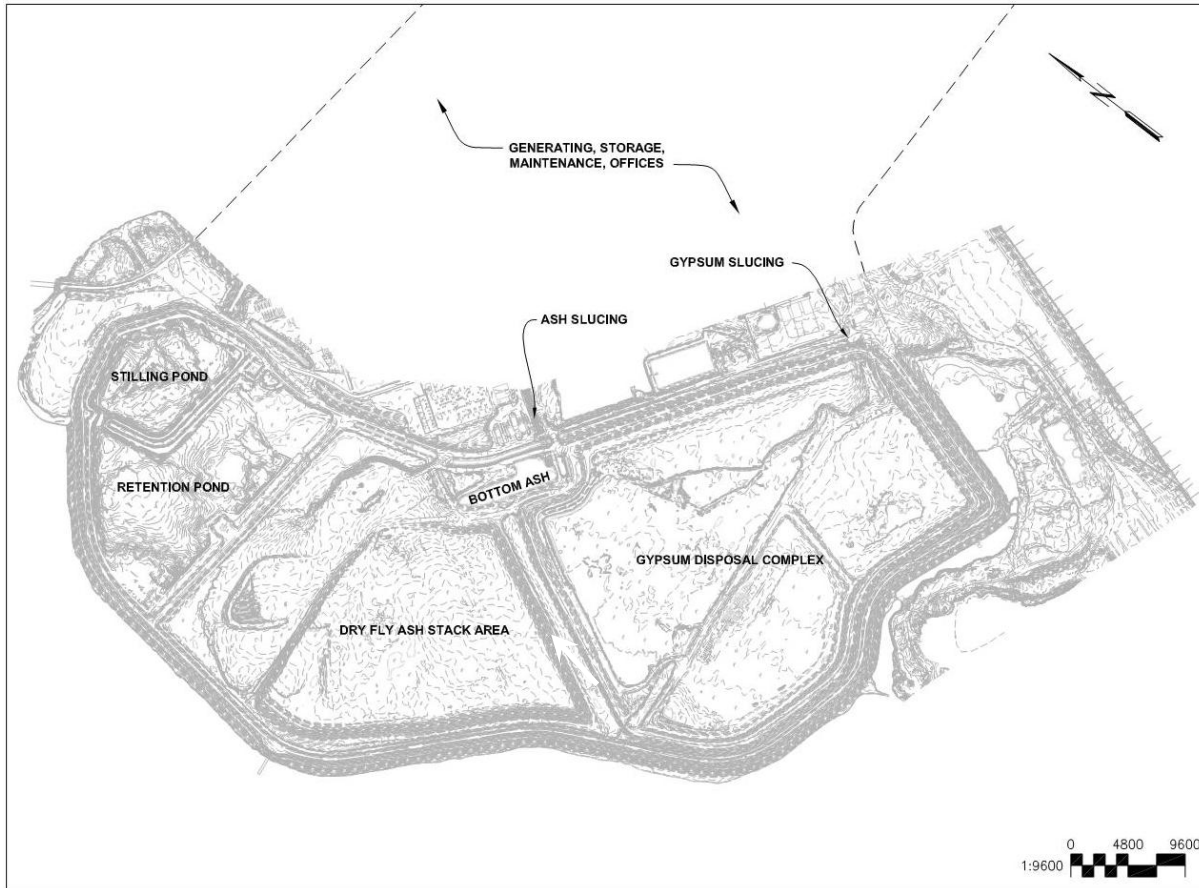 N
GENERATING, STORAGE,
MAINTENANCE, OFFICES
GYPSUM SLUCING
ASH SLUCING
STILLING POND
RETENTION POND
BOTTOM ASH
GYPSUM DISPOSAL COMPLEX
DRY FLY ASH STACK AREA
0 4800 9600
1:9600